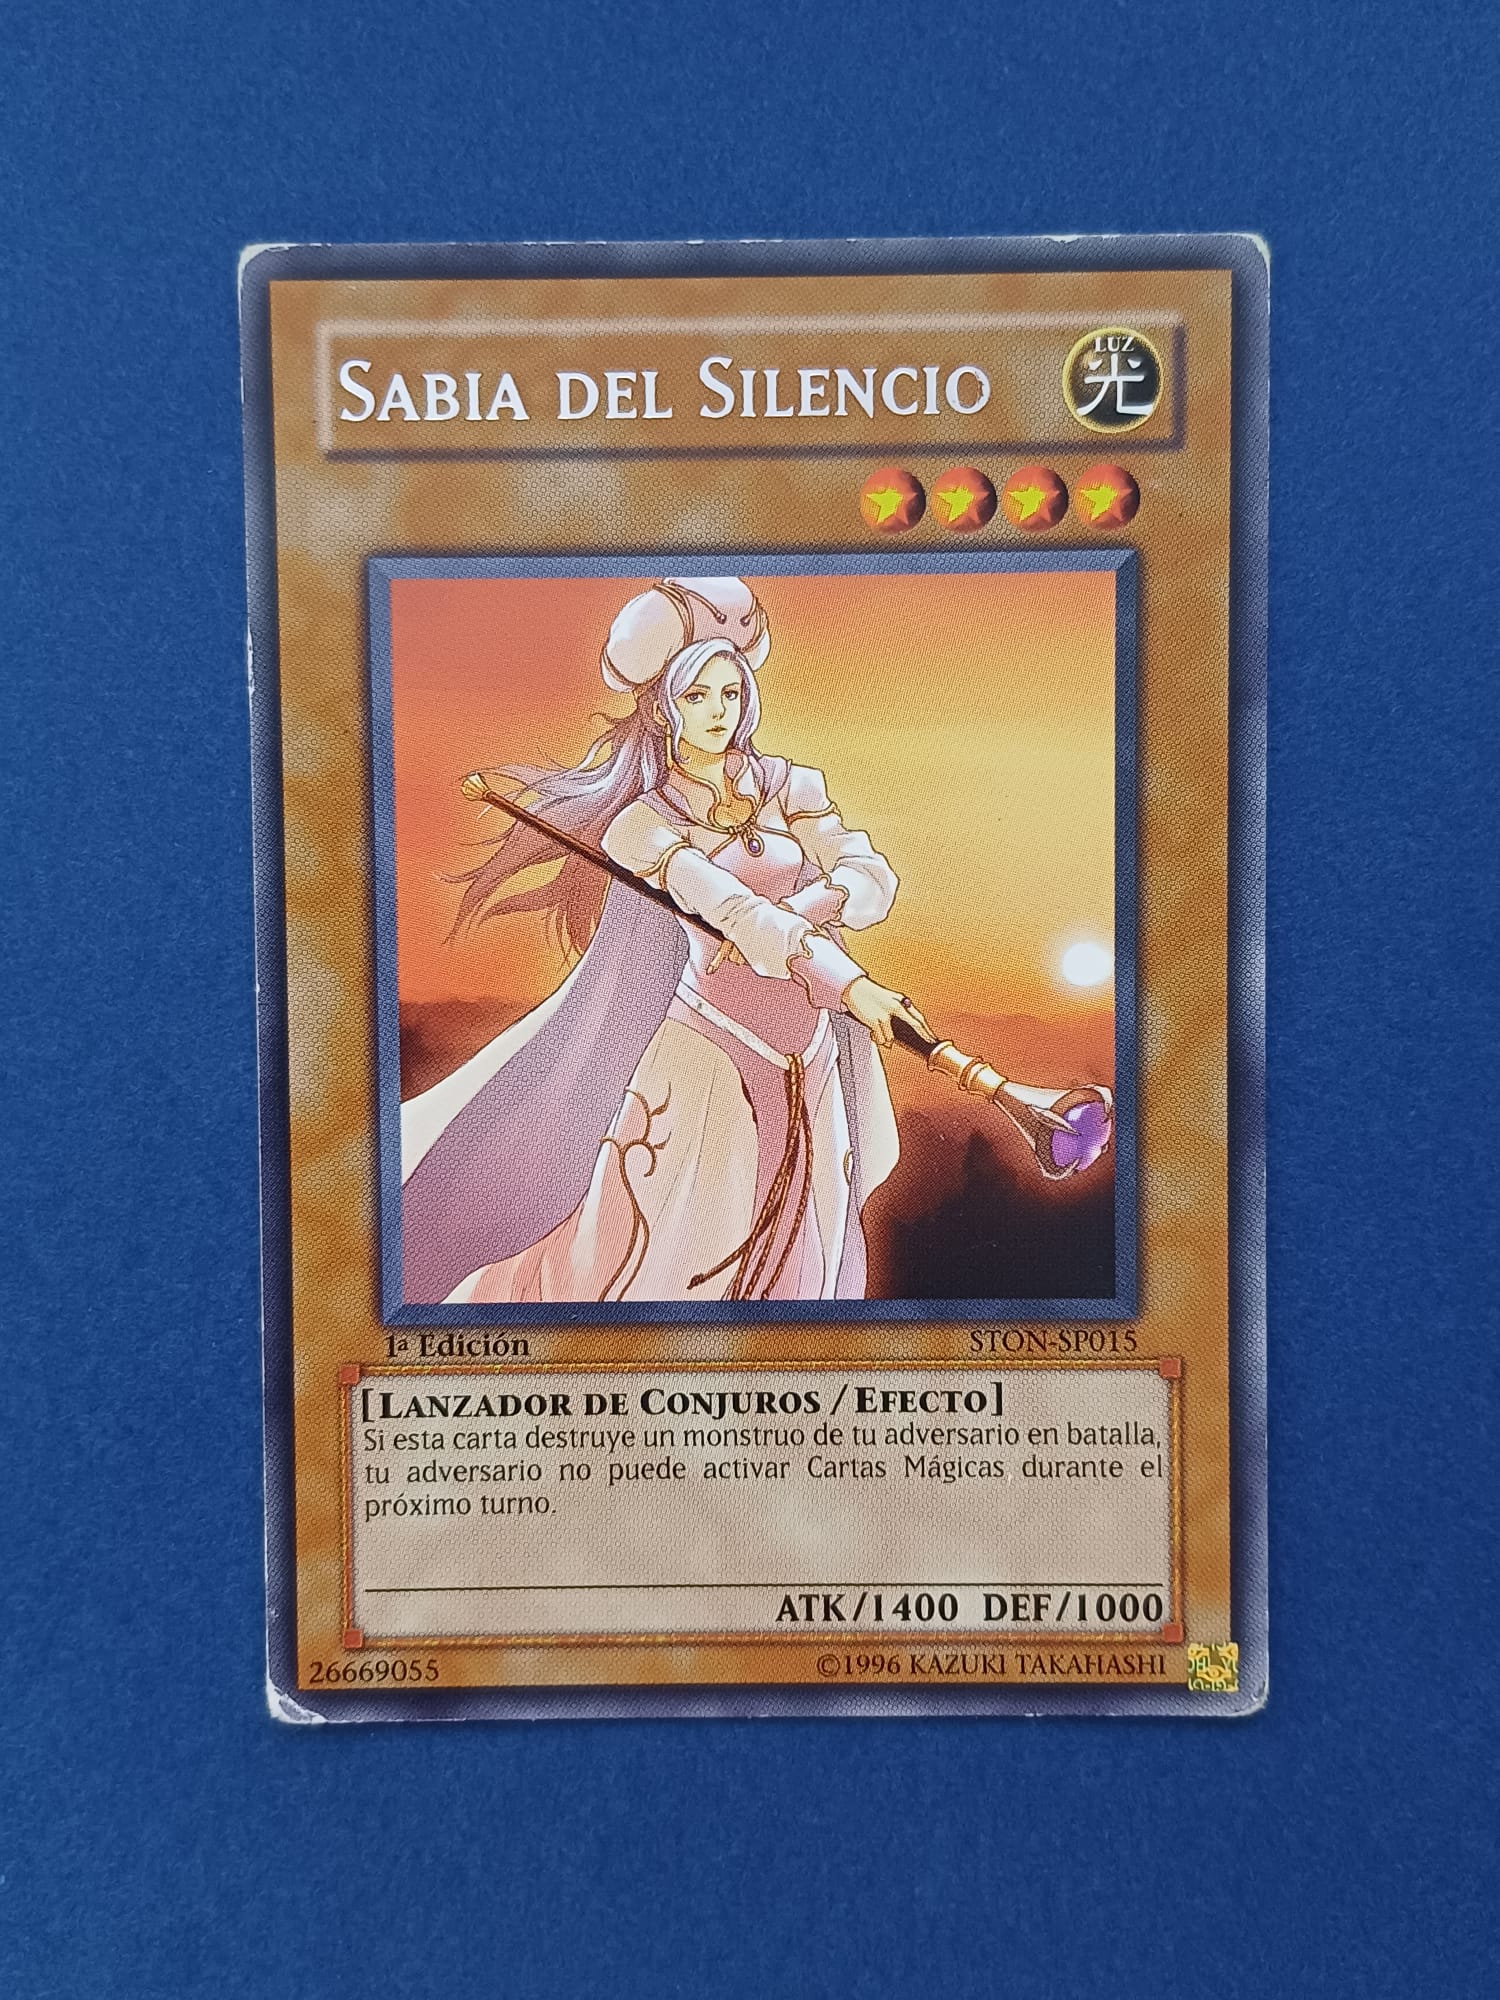 SABIA DEL SILENCIO
LUZ
光
1ª Edición
STON-SP015
[LANZADOR DE CONJUROS / EFECTO]
Si esta carta destruye un monstruo de tu adversario en batalla,
tu adversario no puede activar Cartas Mágicas durante el
próximo turno.
ATK/1400 DEF/1000
26669055
©1996 KAZUKI TAKAHASHI